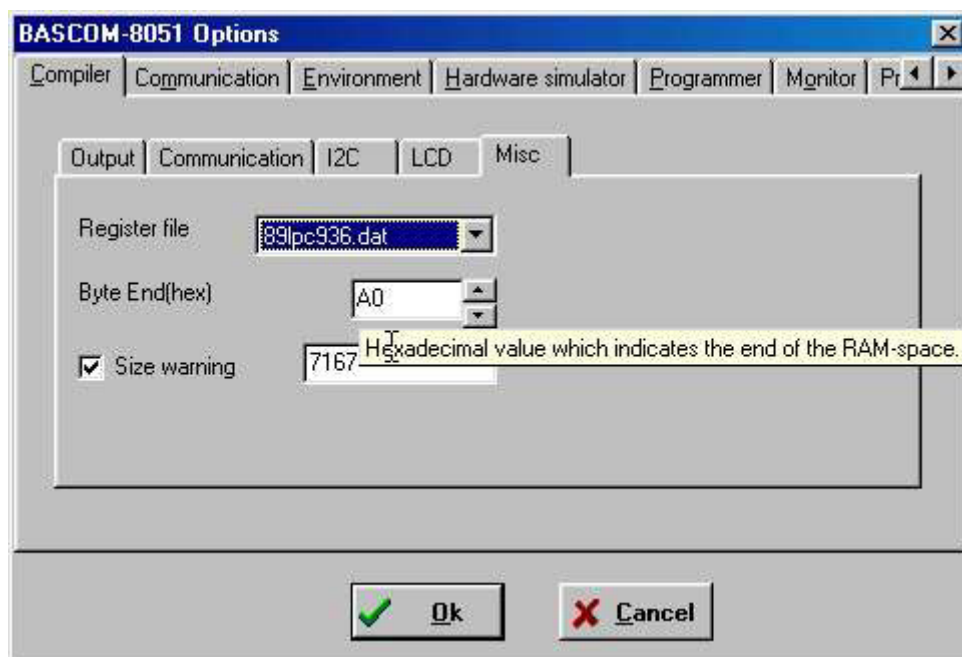 BASCOM-8051 Options
Compiler Communication Environment Hardware simulator Programmer Monitor Pr
Output Communication I2C LCD Misc
Register file 89lpc936.dat
Byte End(hex) A0
Hexadecimal value which indicates the end of the RAM-space.
Size warning 7167
Ok Cancel